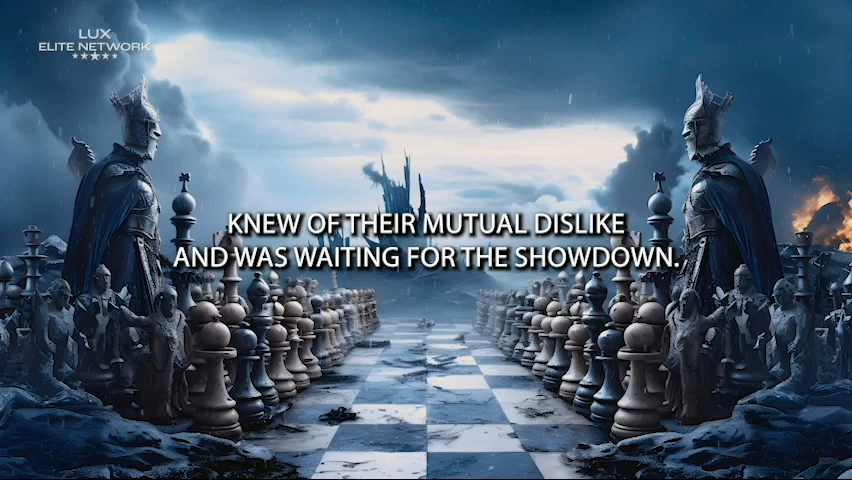 LUX
ELITE NETWORK
KNEW OF THEIR MUTUAL DISLIKE
AND WAS WAITING FOR THE SHOWDOWN.